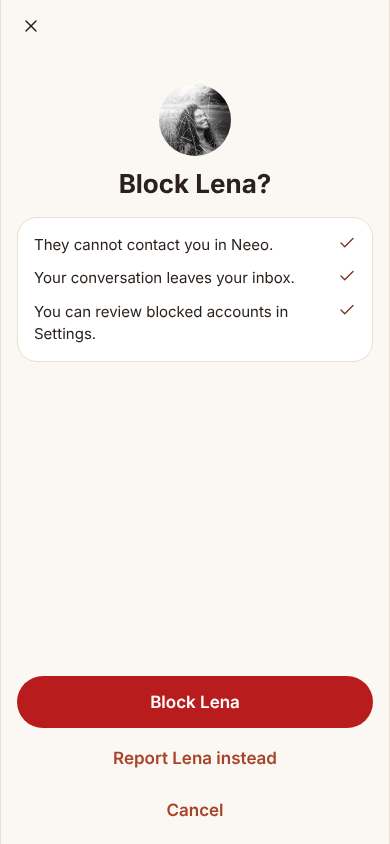 Block Lena?
They cannot contact you in Neeo.
Your conversation leaves your inbox.
You can review blocked accounts in
Settings.
Block Lena
Report Lena instead
Cancel